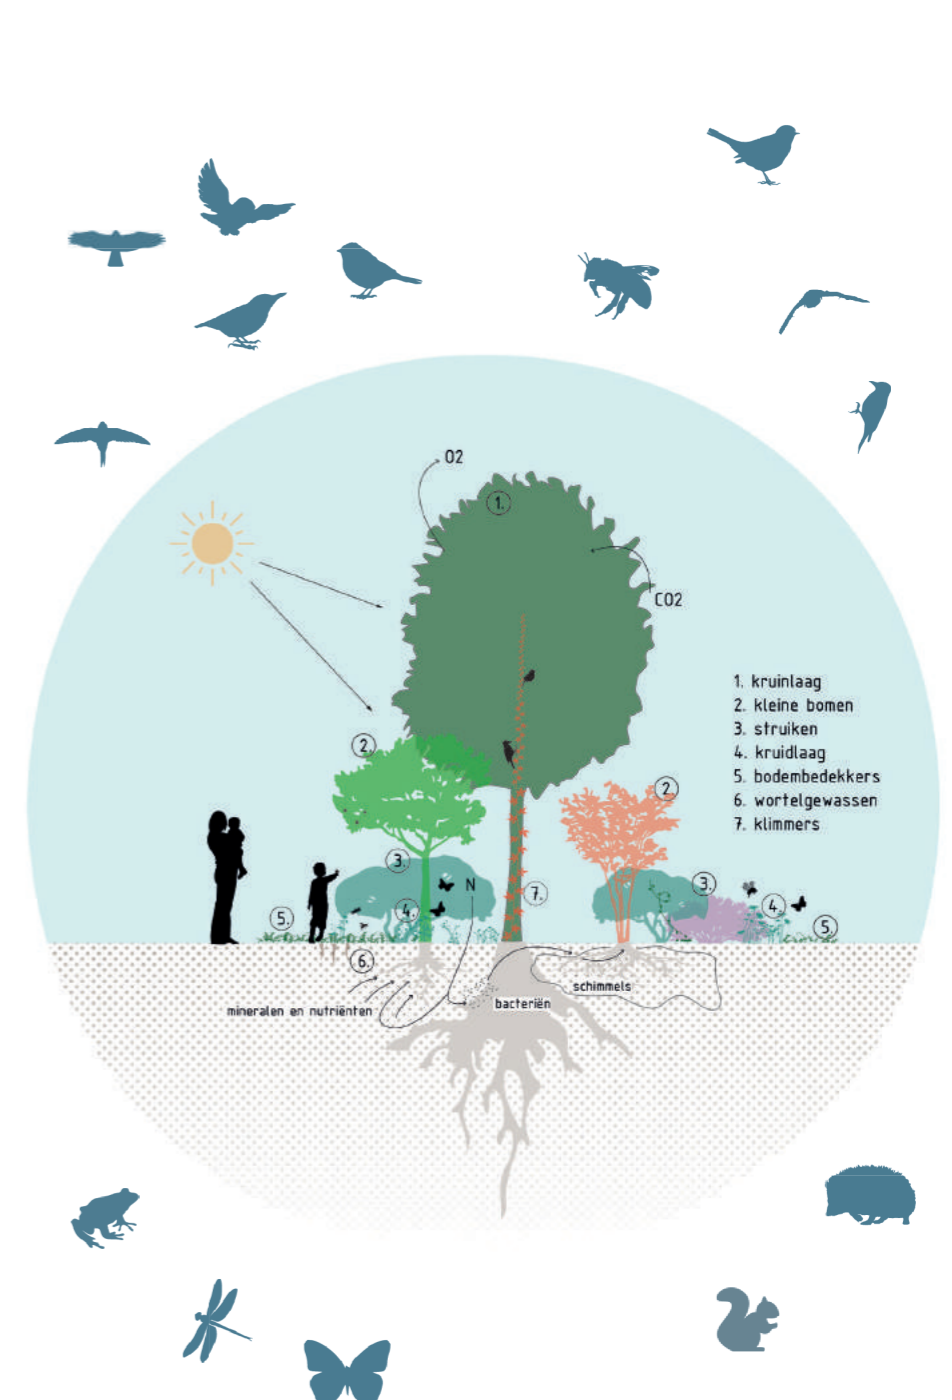 O2
1.
CO2
1. kruinlaag
2. kleine bomen
3. struiken
4. kruidlaag
5. bodembedekkers
6. wortelgewassen
7. klimmers
2.
2.
3.
N
7.
3.
4.
4.
5.
5.
6.
schimmels
bacteriën
mineralen en nutriënten